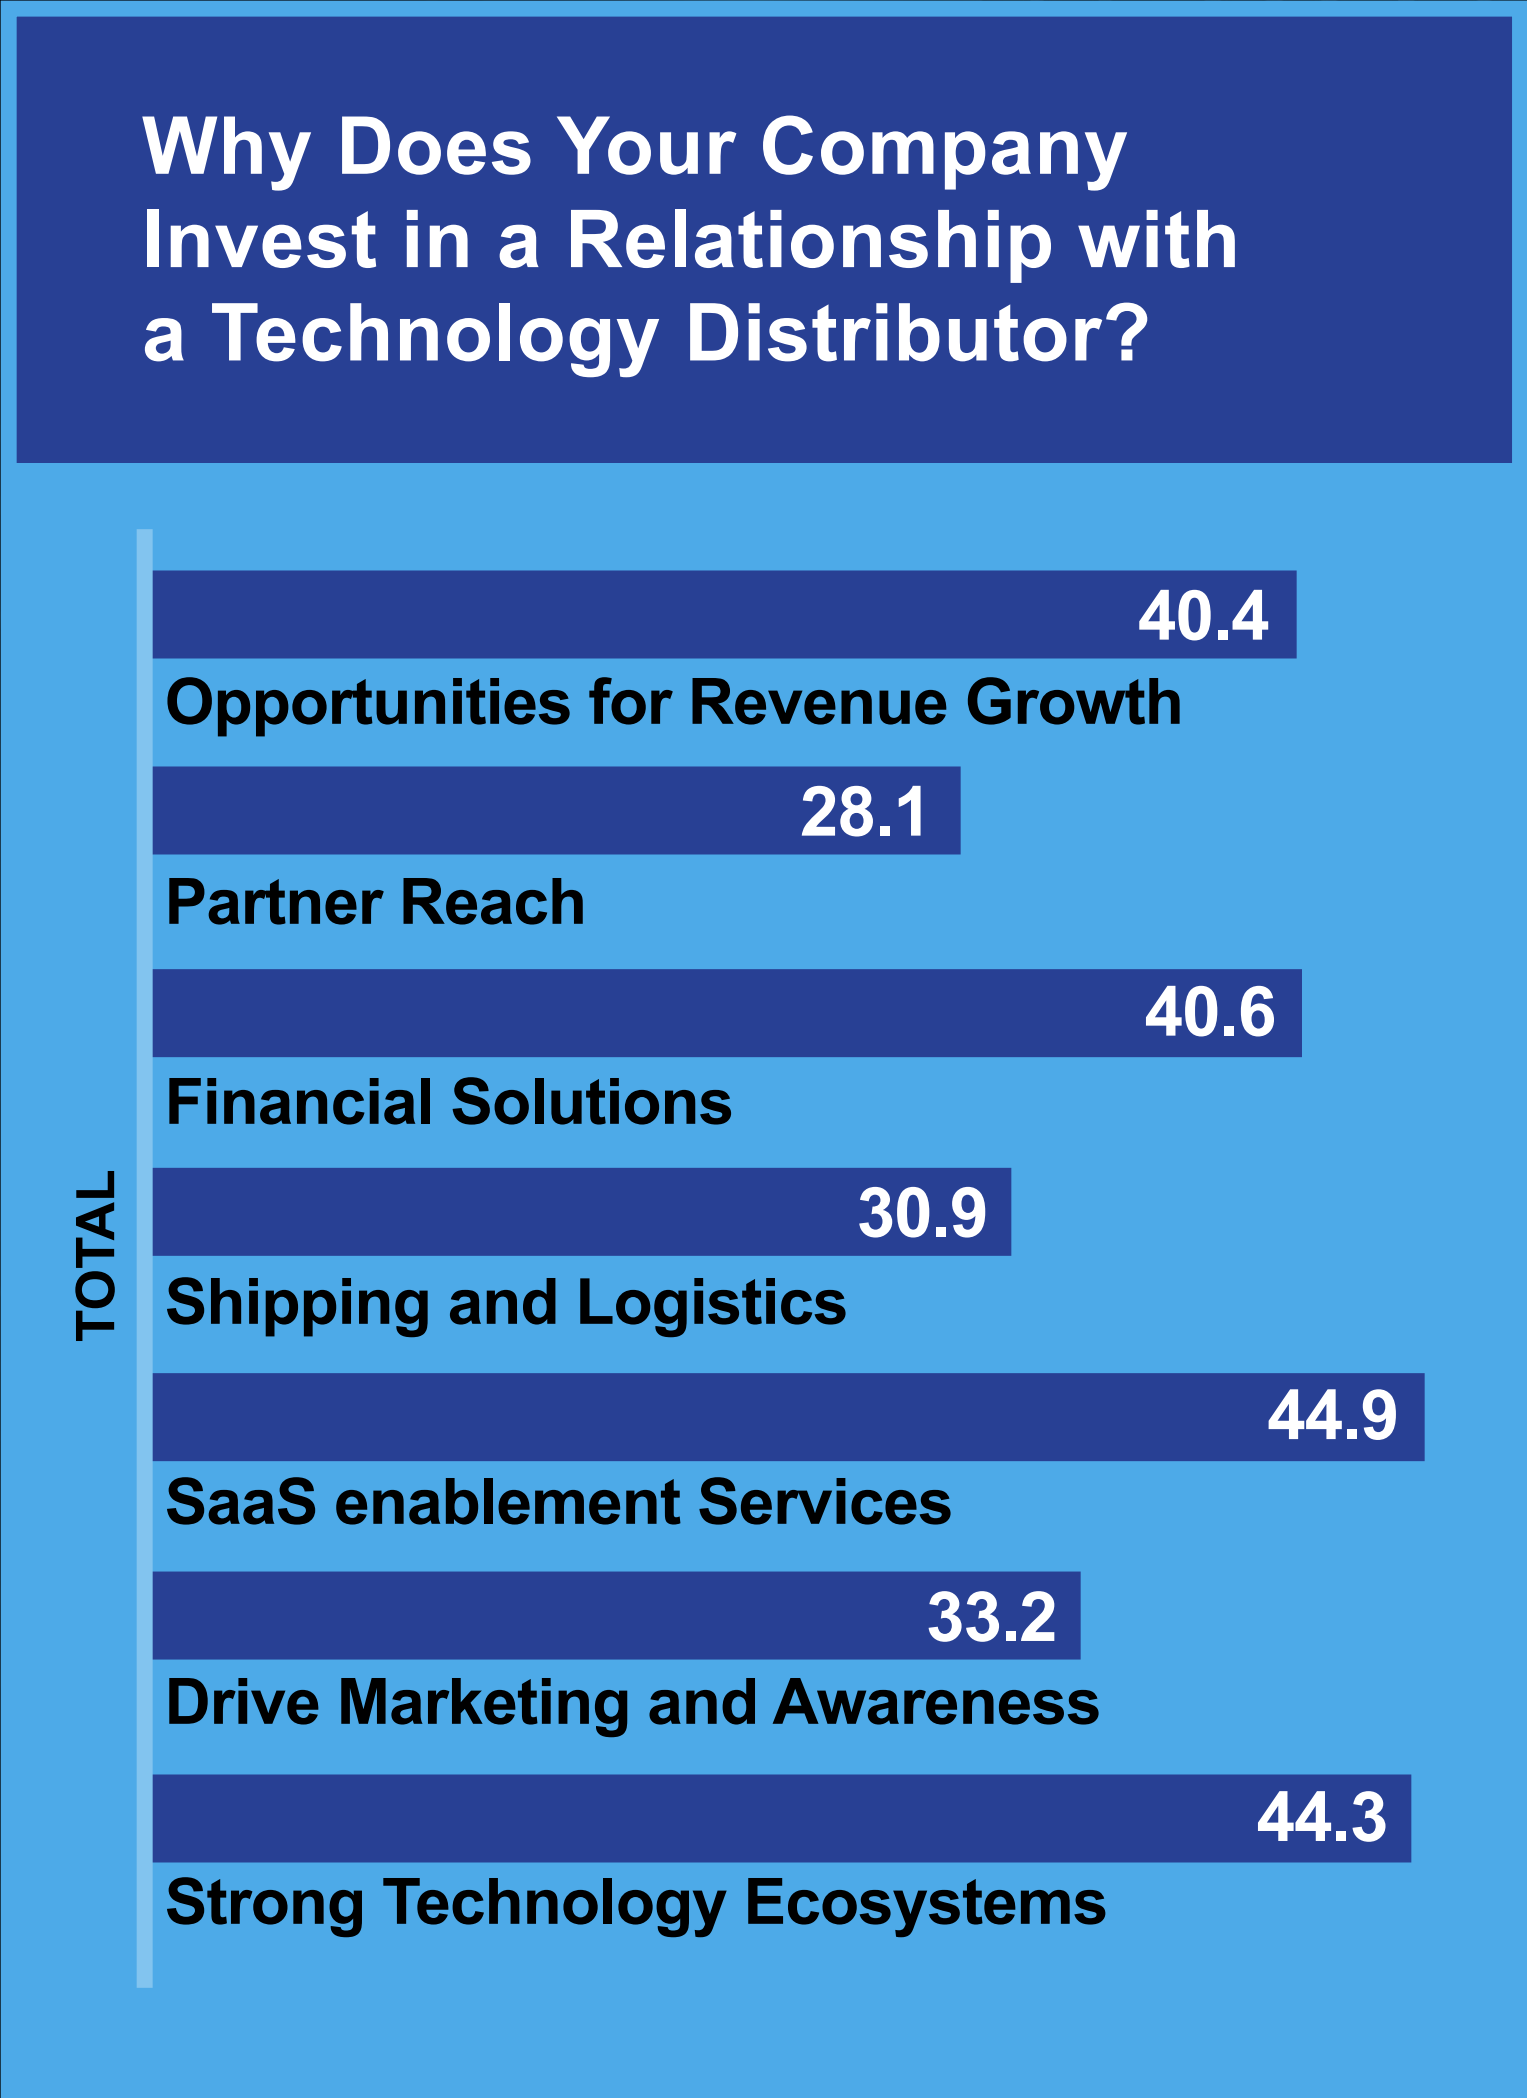 Why Does Your Company
Invest in a Relationship with
a Technology Distributor?
TOTAL
40.4
Opportunities for Revenue Growth
28.1
Partner Reach
40.6
Financial Solutions
30.9
Shipping and Logistics
44.9
SaaS enablement Services
33.2
Drive Marketing and Awareness
44.3
Strong Technology Ecosystems